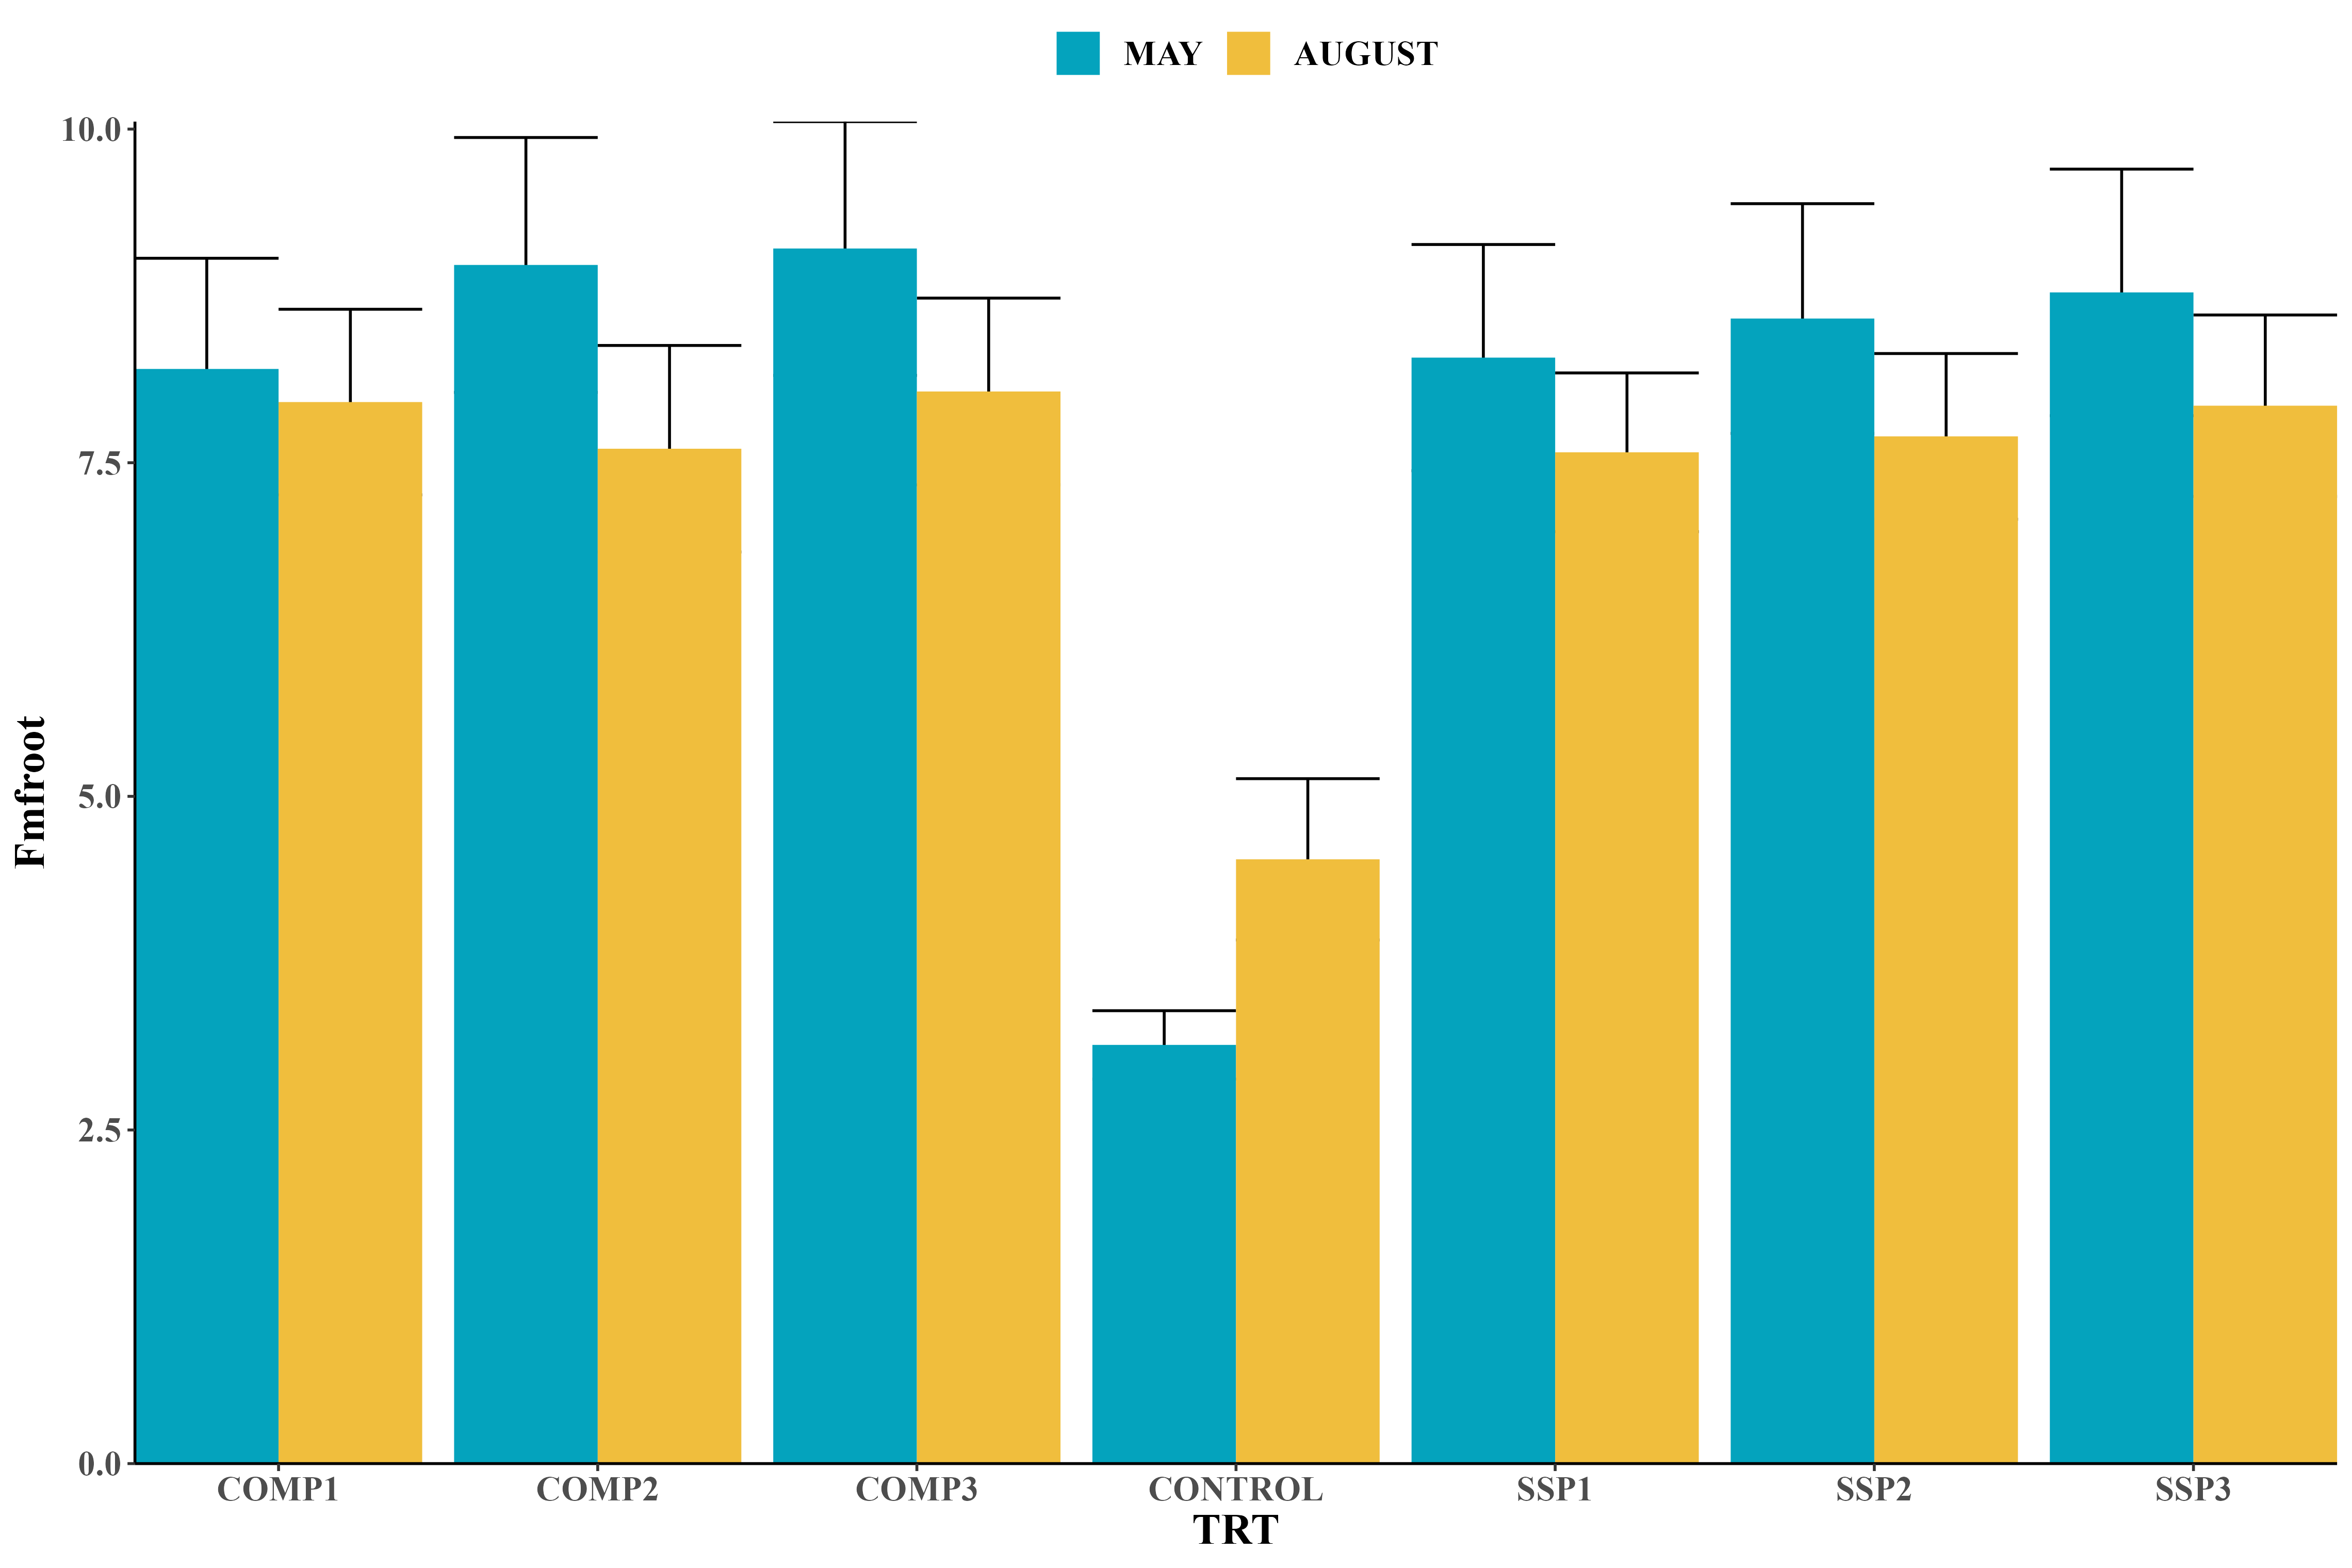 MAY AUGUST
10.0
7.5
5.0
2.5
0.0
Fmfroot
COMP1 COMP2 COMP3 CONTROL SSP1 SSP2 SSP3
TRT